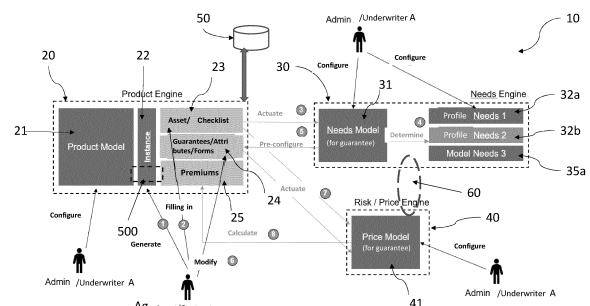 50
Admin /Underwriter A
10
20
22
23
30
Configure
Configure
31
Product Engine
Needs Engine
32a
21
Product Model
Instance
Asset/ Checklist
Guarantees/Attri
butes/Forms
Premiums
Actuate
3
5
Pre-configure
Needs Model
(for guarantee)
4
Determine
Profile Needs 1
Profile Needs 2
Model Needs 3
32b
35a
24
25
Actuate
7
60
500
Configure
Filling in
1
2
Generate
Calculate
8
Modify
6
Risk / Price Engine
40
Price Model
(for guarantee)
Configure
41
Admin /Underwriter A
Admin /Underwriter A